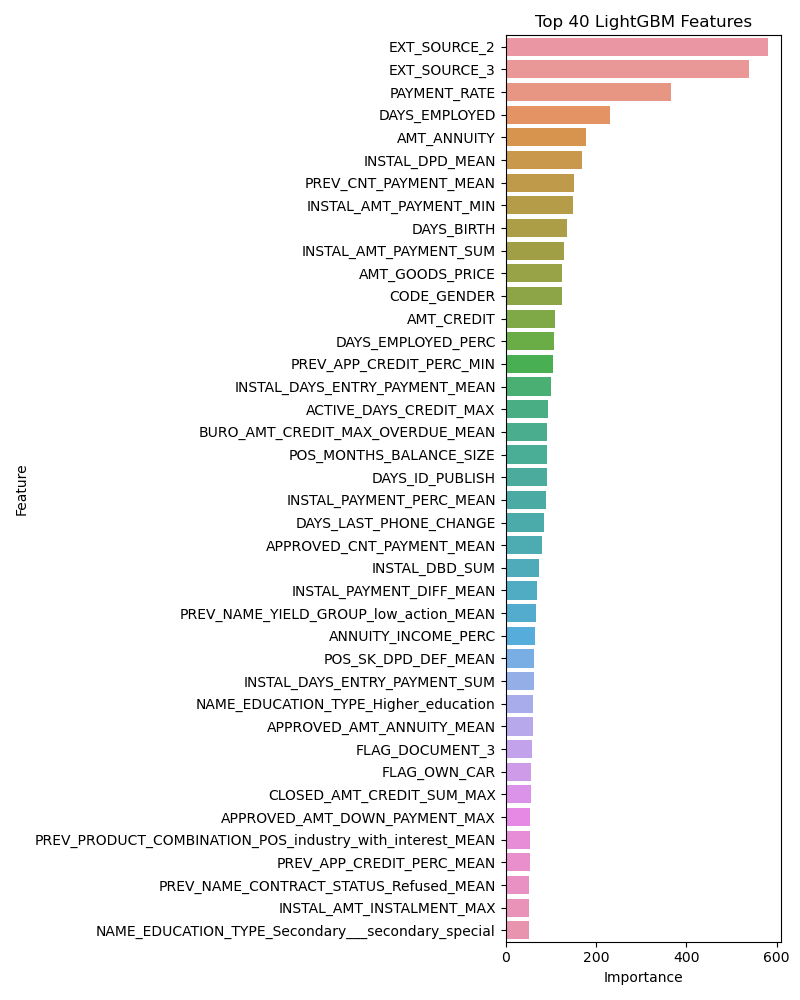 Top 40 LightGBM Features
EXT_SOURCE_2
EXT_SOURCE_3
PAYMENT_RATE
DAYS_EMPLOYED
AMT_ANNUITY
INSTAL_DPD_MEAN
PREV_CNT_PAYMENT_MEAN
INSTAL_AMT_PAYMENT_MIN
DAYS_BIRTH
INSTAL_AMT_PAYMENT_SUM
AMT_GOODS_PRICE
CODE_GENDER
AMT_CREDIT
DAYS_EMPLOYED_PERC
PREV_APP_CREDIT_PERC_MIN
INSTAL_DAYS_ENTRY_PAYMENT_MEAN
ACTIVE_DAYS_CREDIT_MAX
BURO_AMT_CREDIT_MAX_OVERDUE_MEAN
POS_MONTHS_BALANCE_SIZE
DAYS_ID_PUBLISH
INSTAL_PAYMENT_PERC_MEAN
DAYS_LAST_PHONE_CHANGE
APPROVED_CNT_PAYMENT_MEAN
INSTAL_DBD_SUM
INSTAL_PAYMENT_DIFF_MEAN
PREV_NAME_YIELD_GROUP_low_action_MEAN
ANNUITY_INCOME_PERC
POS_SK_DPD_DEF_MEAN
INSTAL_DAYS_ENTRY_PAYMENT_SUM
NAME_EDUCATION_TYPE_Higher_education
APPROVED_AMT_ANNUITY_MEAN
FLAG_DOCUMENT_3
FLAG_OWN_CAR
CLOSED_AMT_CREDIT_SUM_MAX
APPROVED_AMT_DOWN_PAYMENT_MAX
PREV_PRODUCT_COMBINATION_POS_industry_with_interest_MEAN
PREV_APP_CREDIT_PERC_MEAN
PREV_NAME_CONTRACT_STATUS_Refused_MEAN
INSTAL_AMT_INSTALMENT_MAX
NAME_EDUCATION_TYPE_Secondary___secondary_special
Feature
0 200 400 600
Importance